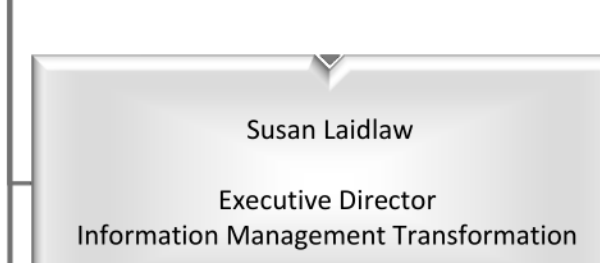 Susan Laidlaw
Executive Director
Information Management Transformation